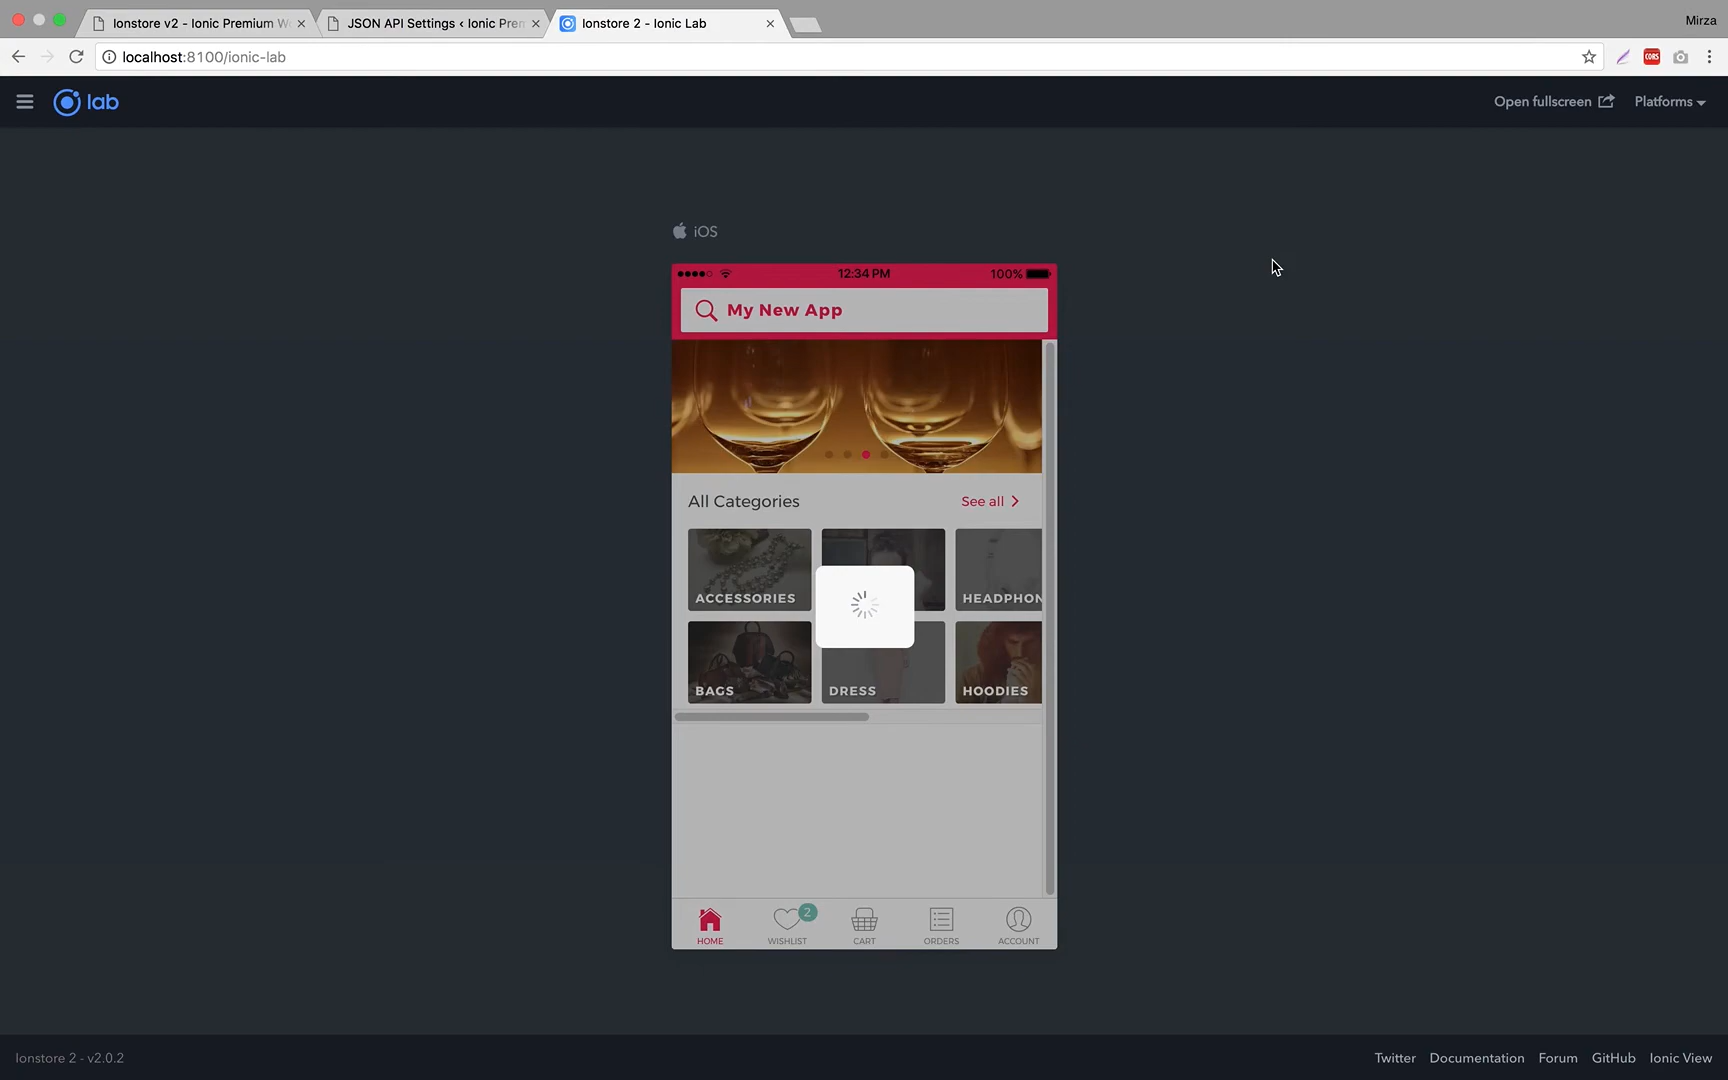 Ionstore v2 - Ionic Premium W
JSON API Settings ‹ Ionic Prem
Ionstore 2 - Ionic Lab
Mirza
localhost:8100/ionic-lab
CORS
lab
Open fullscreen
Platforms
iOS
12:34 PM
100%
My New App
All Categories
See all
ACCESSORIES
HEADPHON
BAGS
DRESS
HOODIES
2
HOME
WISHLIST
CART
ORDERS
ACCOUNT
Ionstore 2 - v2.0.2
Twitter
Documentation
Forum
GitHub
Ionic View